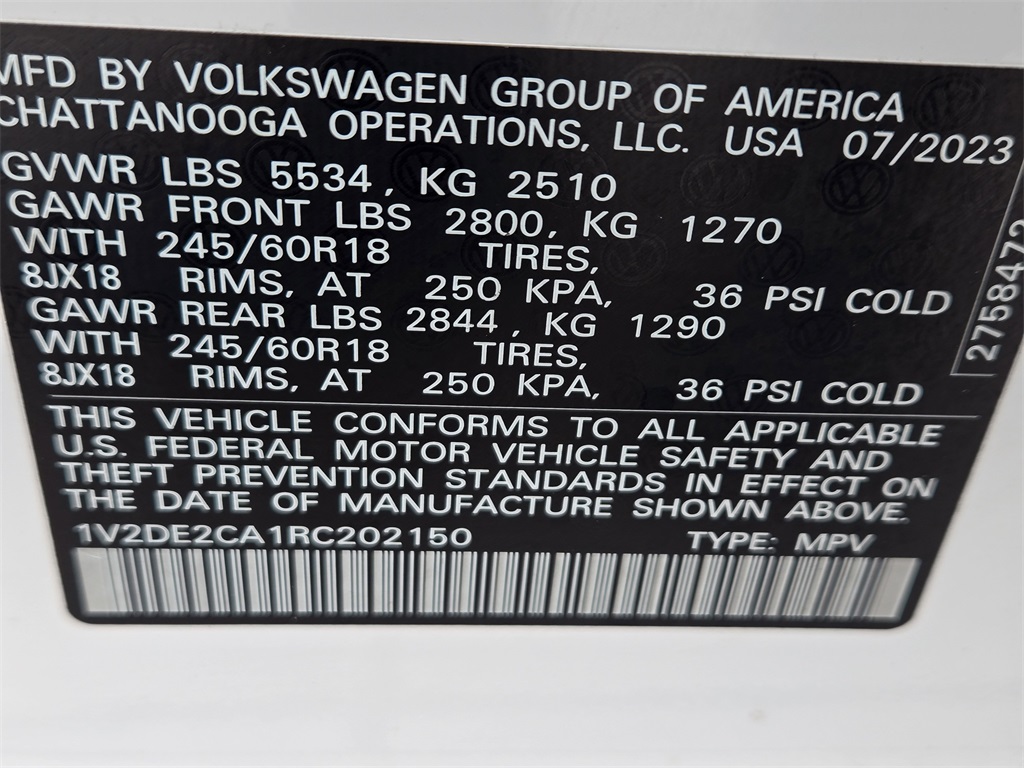 MFD BY VOLKSWAGEN GROUP OF AMERICA
CHATTANOOGA OPERATIONS, LLC. USA 07/2023
GVWR LBS 5534, KG 2510
GAWR FRONT LBS 2800, KG 1270
WITH 245/60R18 TIRES,
8JX18 RIMS, AT 250 KPA, 36 PSI COLD
GAWR REAR LBS 2844, KG 1290
WITH 245/60R18 TIRES,
8JX18 RIMS, AT 250 KPA, 36 PSI COLD
THIS VEHICLE CONFORMS TO ALL APPLICABLE
U.S. FEDERAL MOTOR VEHICLE SAFETY AND
THEFT PREVENTION STANDARDS IN EFFECT ON
THE DATE OF MANUFACTURE SHOWN ABOVE.
1V2DE2CA1RC202150 TYPE: MPV